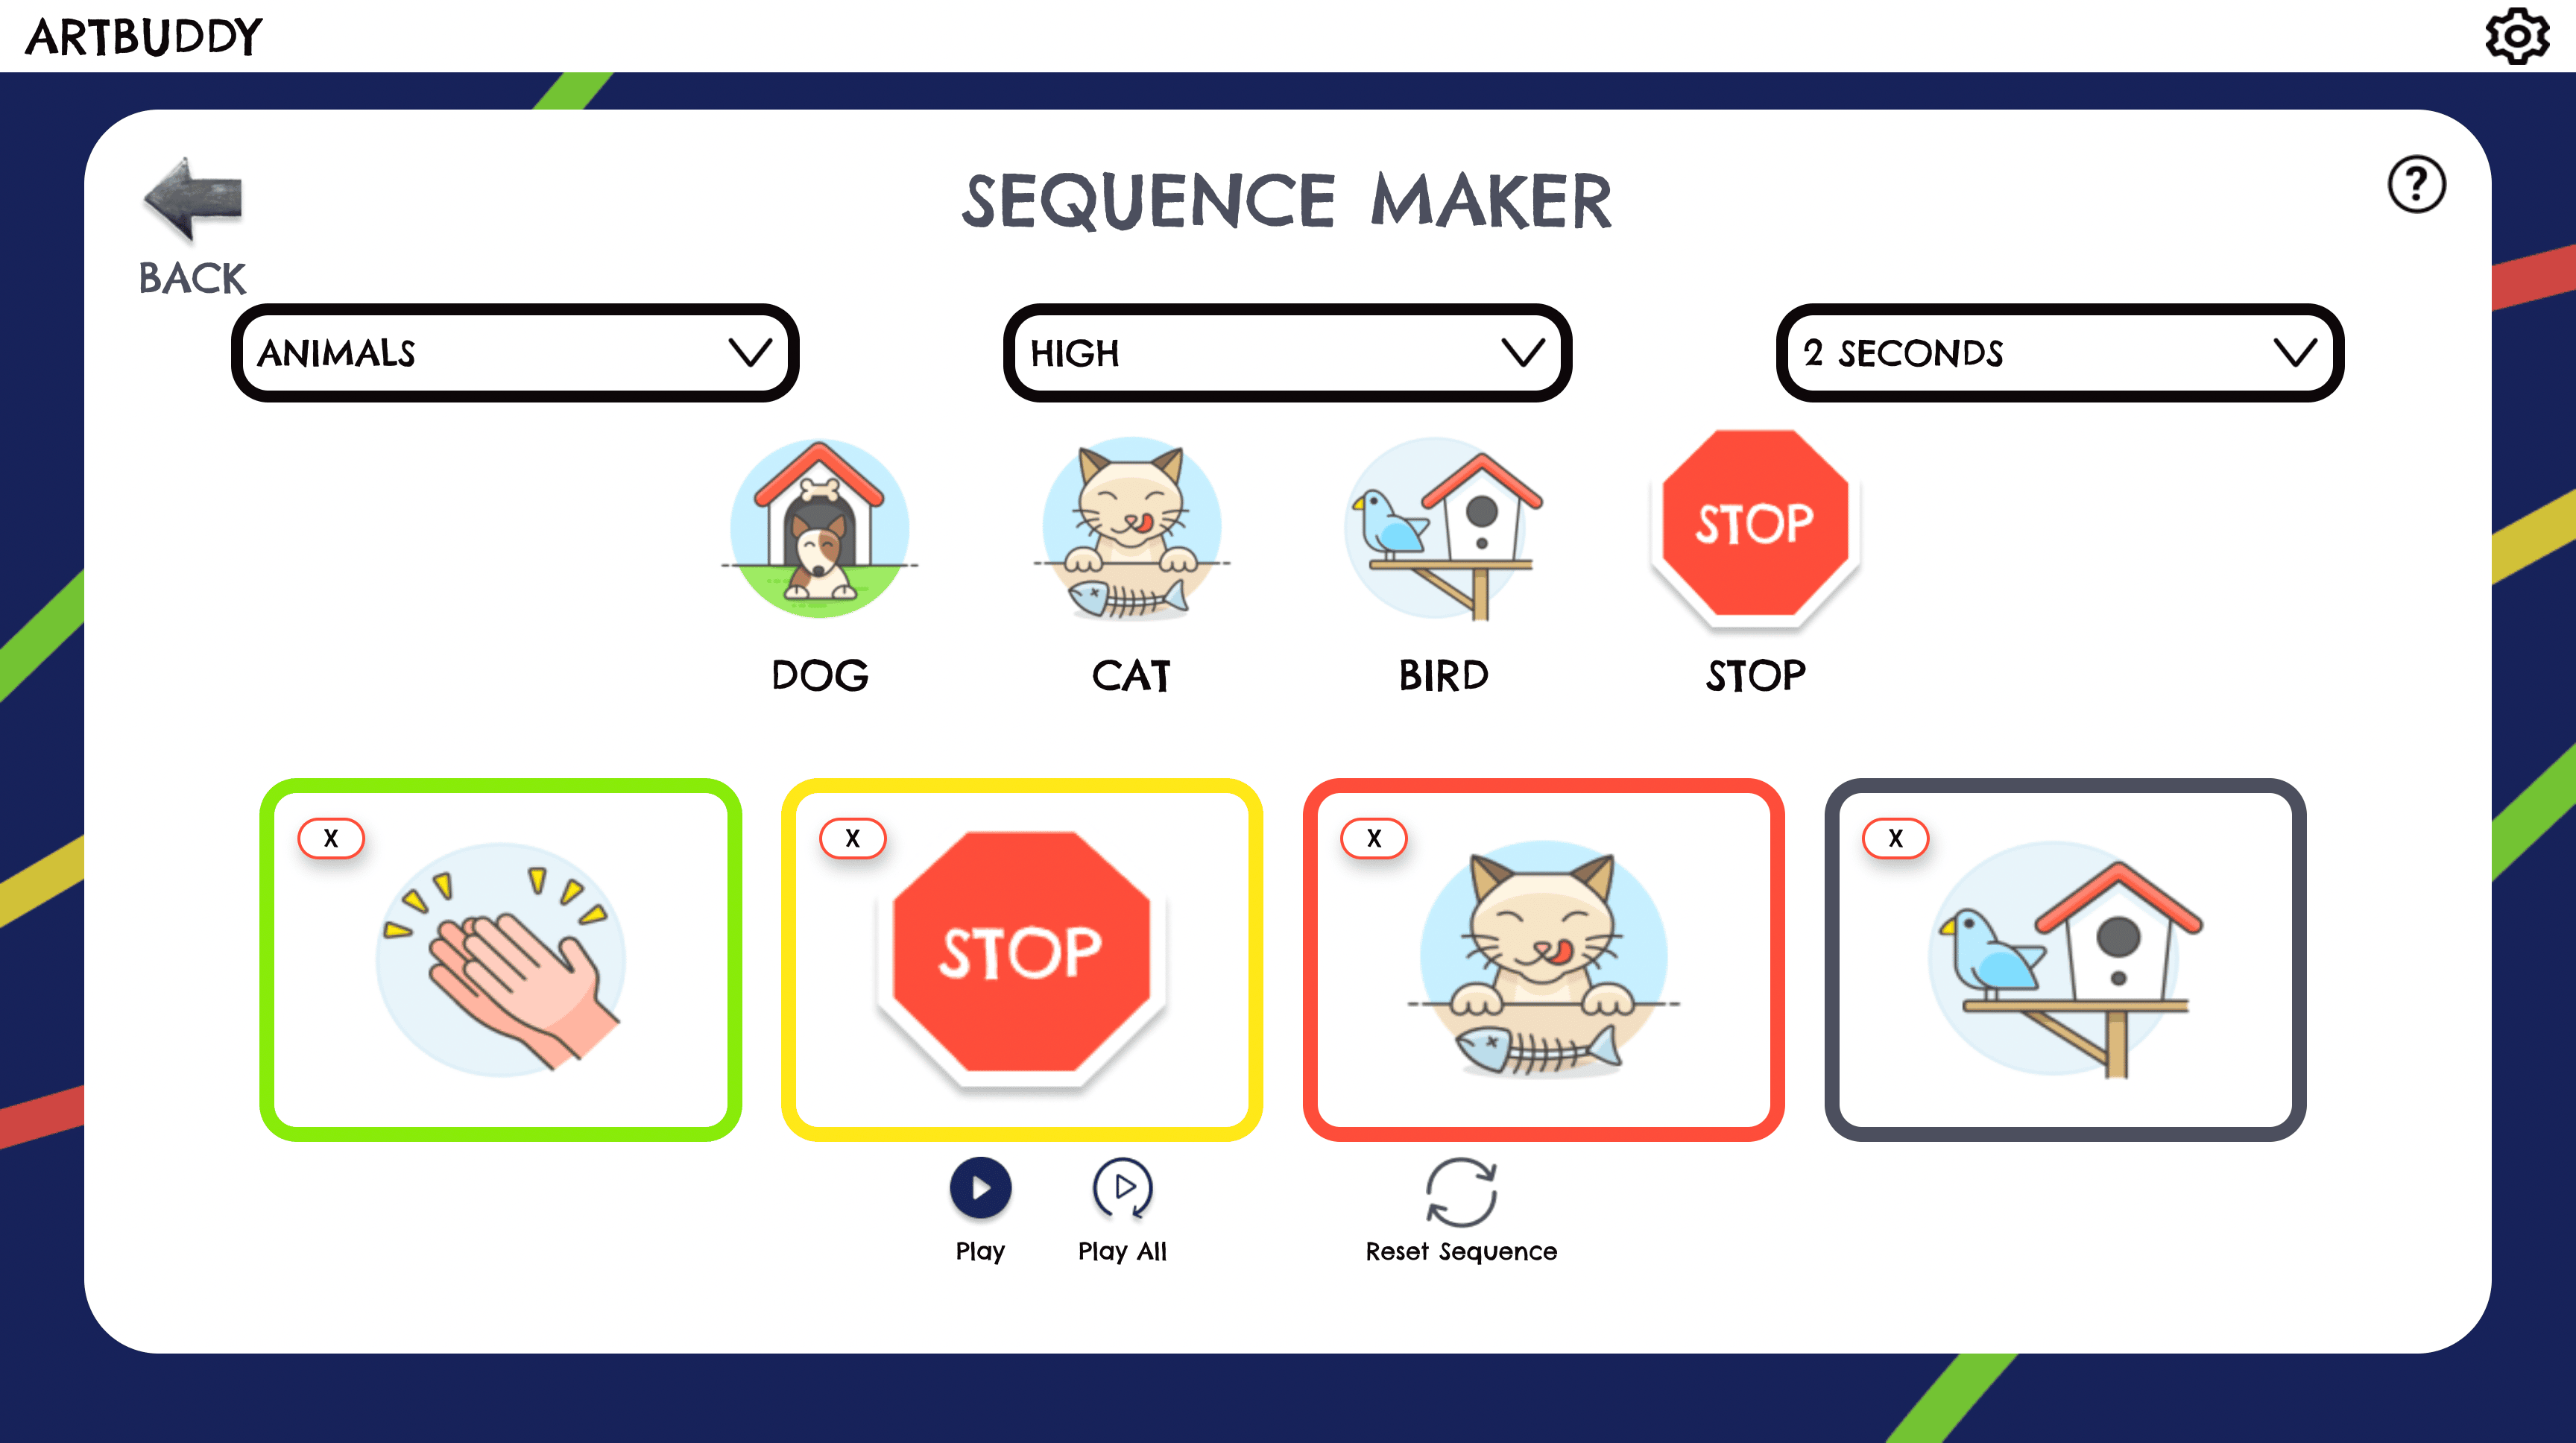 ARTBUDDY
SEQUENCE MAKER
?
BACK
ANIMALS
HIGH
2 SECONDS
STOP
DOG
CAT
BIRD
STOP
X
X
X
X
STOP
Play
Play All
Reset Sequence